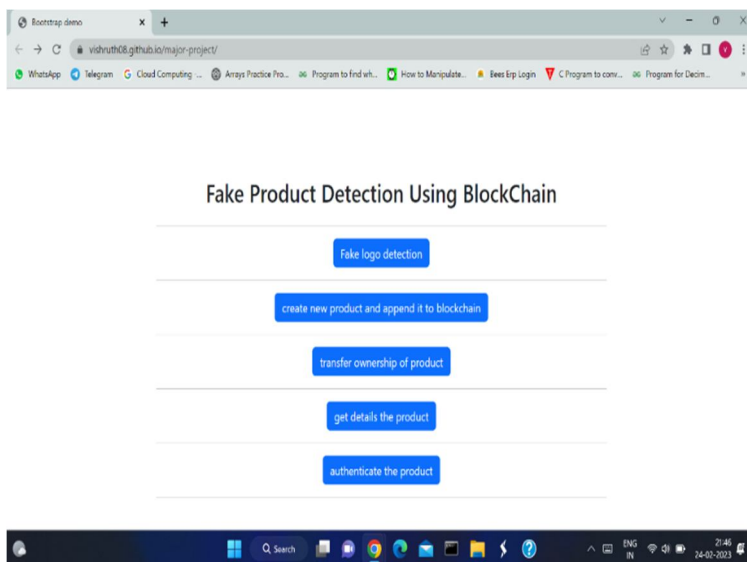 Bootstrap demo
vishruth08.github.io/major-project/
WhatsApp Telegram Cloud Computing ... Arrays Practice Pro... Program to find wh... How to Manipulate... Bees Erp Login C Program to conv... Program for Decim... »
Fake Product Detection Using BlockChain
Fake logo detection
create new product and append it to blockchain
transfer ownership of product
get details the product
authenticate the product
Search ENG 21:46
IN 24-02-2023